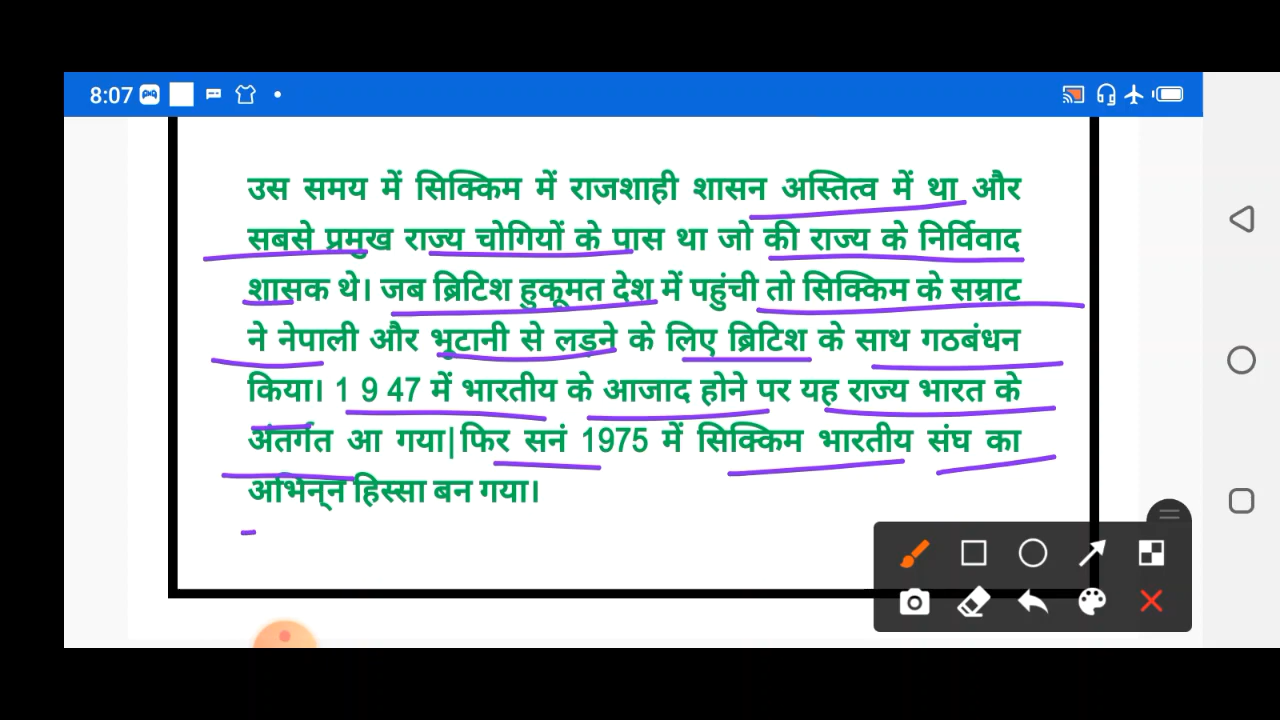 8:07
उस समय में सिक्किम में राजशाही शासन अस्तित्व में था और
सबसे प्रमुख राज्य चोगियों के पास था जो की राज्य के निर्विवाद
शासक थे। जब ब्रिटिश हुकूमत देश में पहुंची तो सिक्किम के सम्राट
ने नेपाली और भूटानी से लड़ने के लिए ब्रिटिश के साथ गठबंधन
किया। 1 9 47 में भारतीय के आजाद होने पर यह राज्य भारत के
अंतर्गत आ गया|फिर सनं 1975 में सिक्किम भारतीय संघ का
अभिन्‍न हिस्सा बन गया।